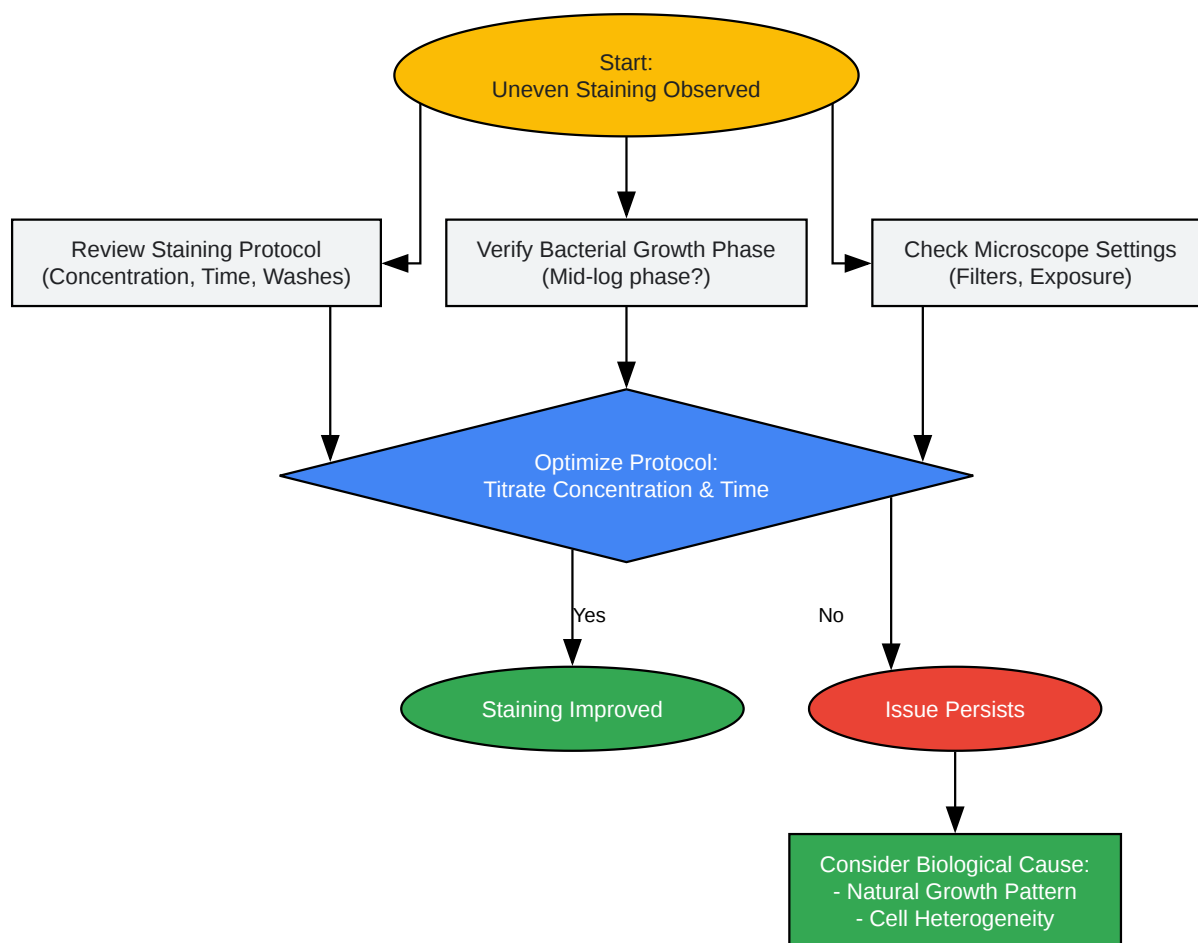 Start:
Uneven Staining Observed
Review Staining Protocol
(Concentration, Time, Washes)
Verify Bacterial Growth Phase
(Mid-log phase?)
Check Microscope Settings
(Filters, Exposure)
Optimize Protocol:
Titrate Concentration & Time
Yes
No
Staining Improved
Issue Persists
Consider Biological Cause:
- Natural Growth Pattern
- Cell Heterogeneity